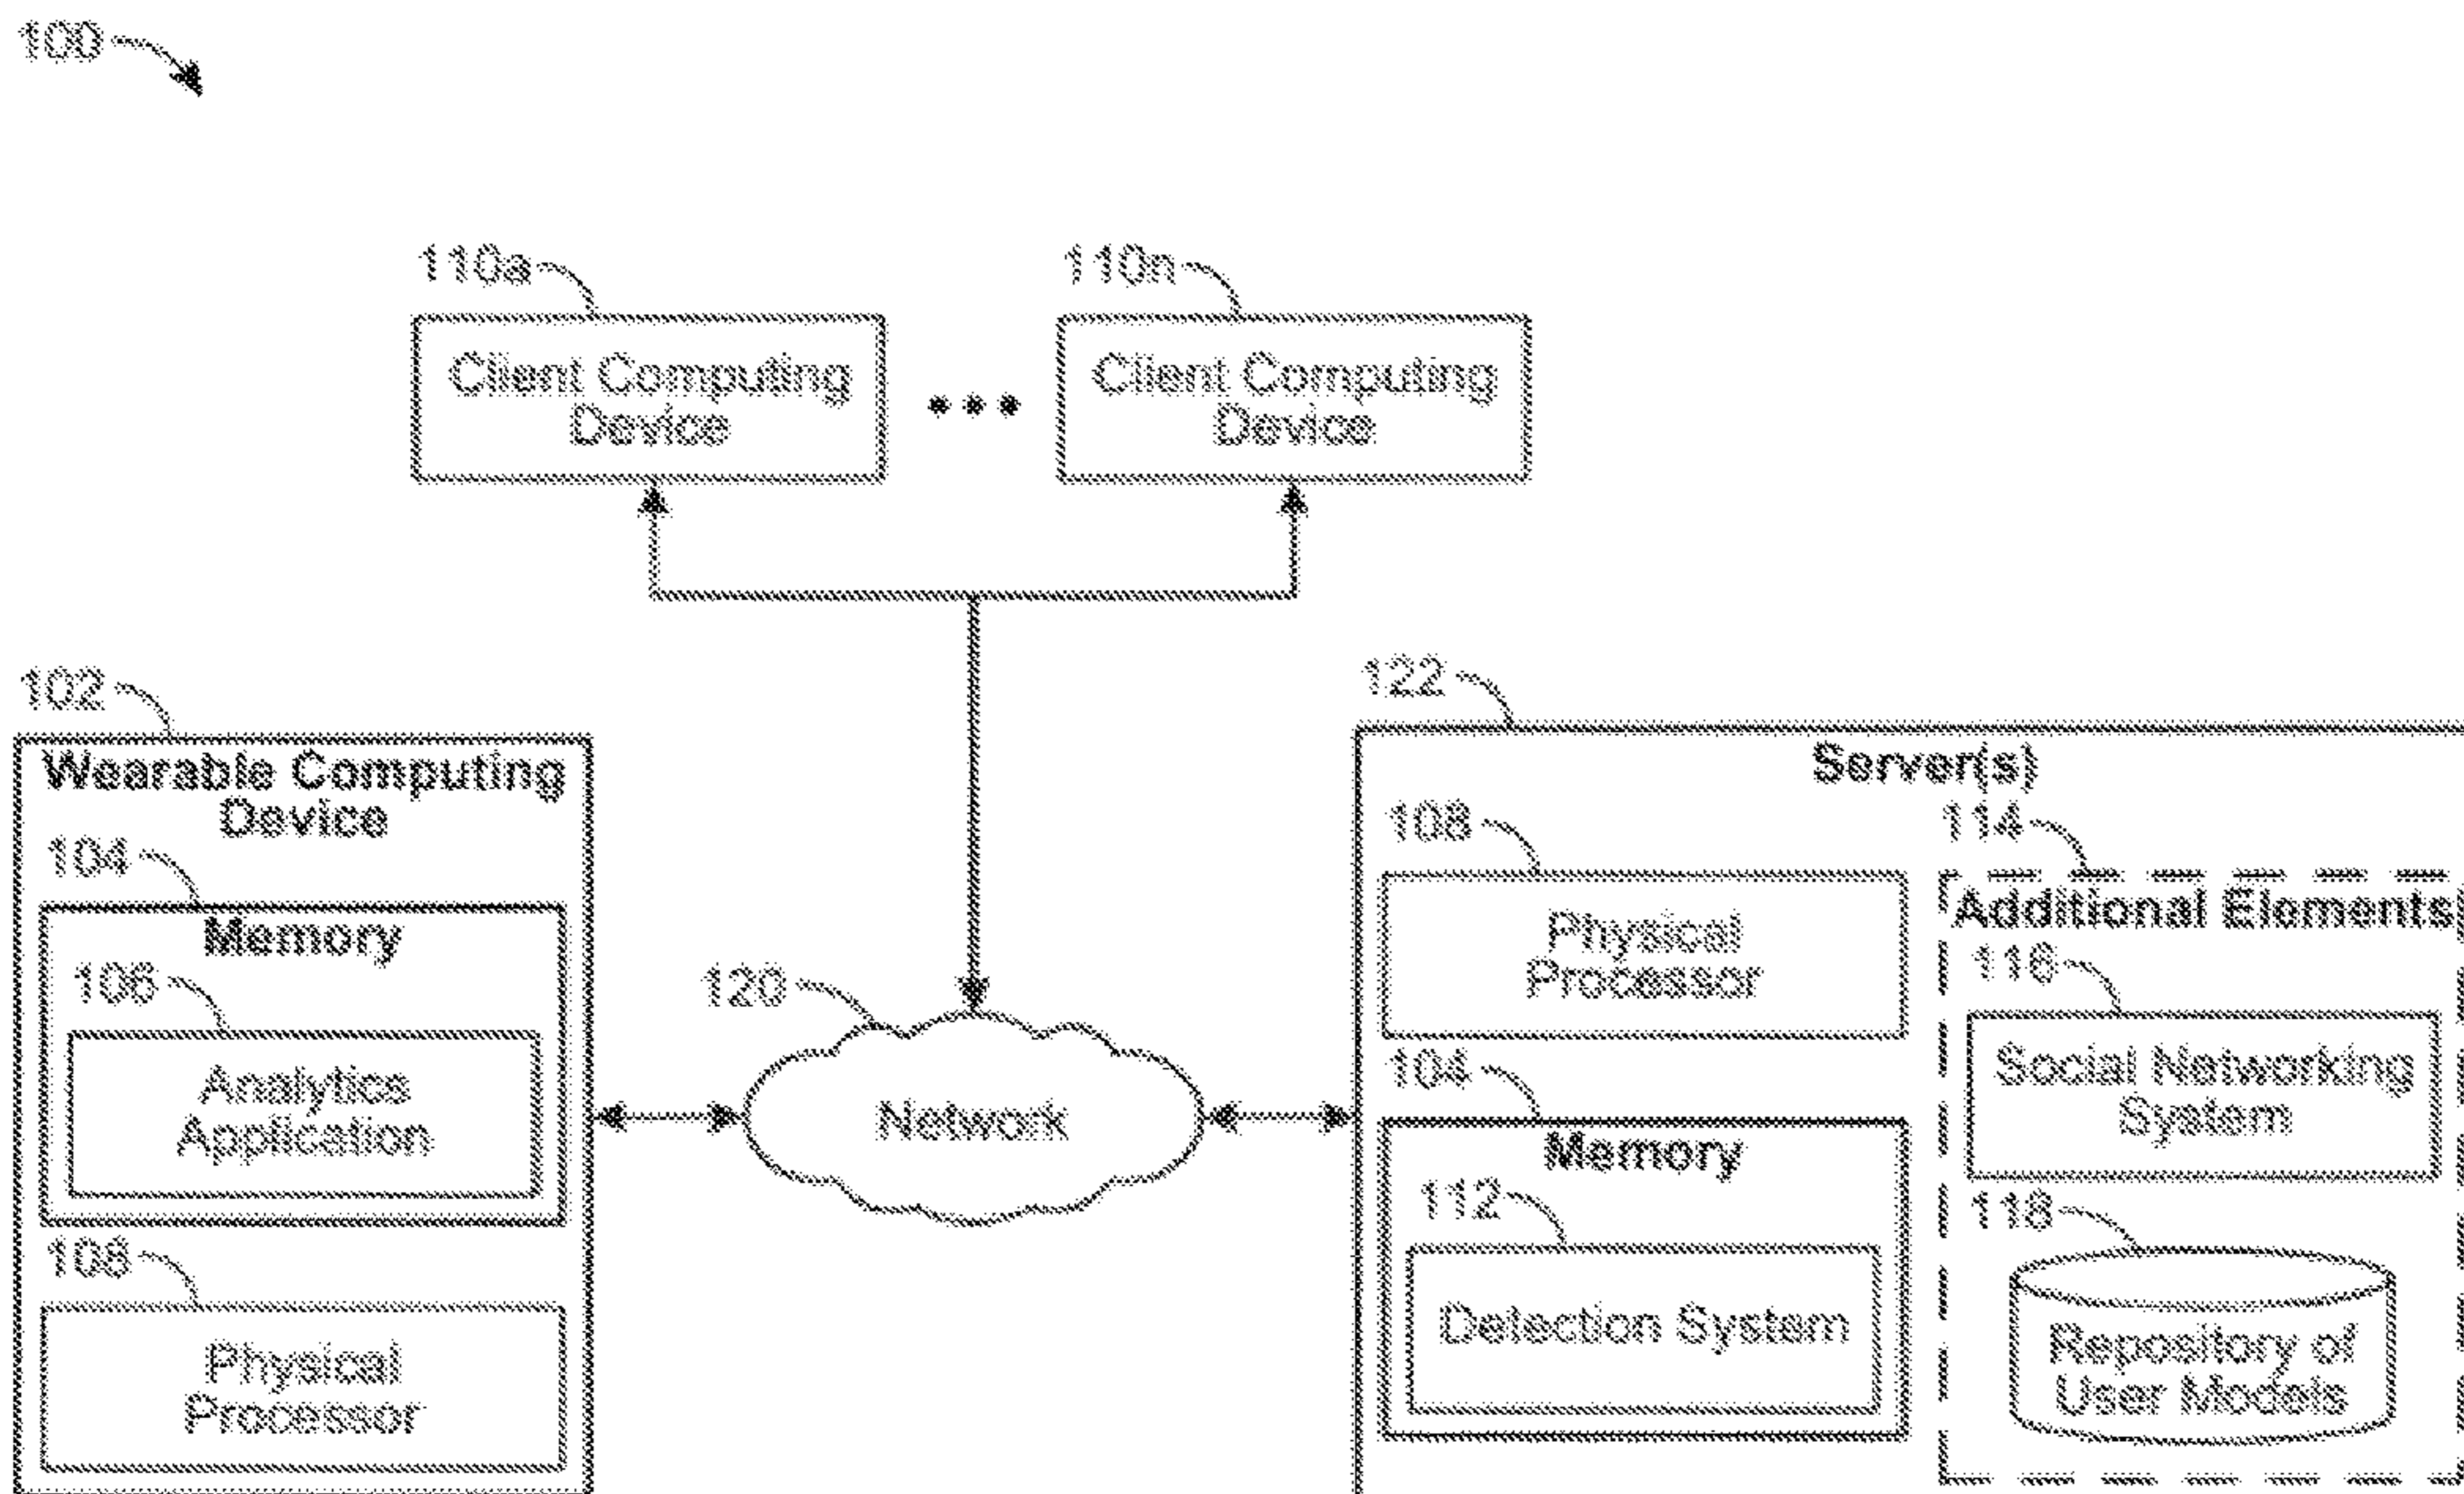 100
110a
110n
Client Computing
Device
Client Computing
Device
102
Wearable Computing
Device
104
Memory
106
Analytics
Application
108
Physical
Processor
120
Network
122
Server(s)
108
Physical
Processor
104
Memory
112
Detection System
114
Additional Elements
116
Social Networking
System
118
Repository of
User Models